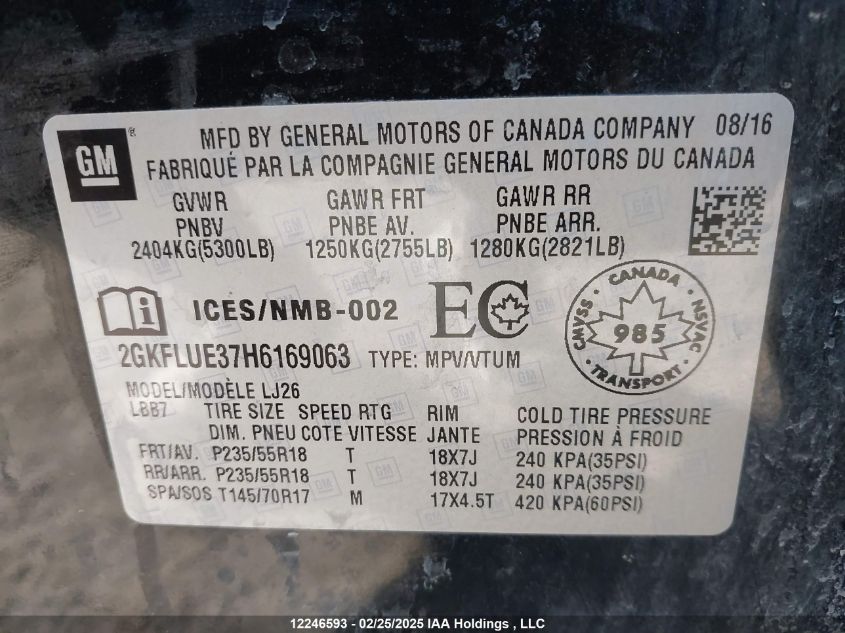 GM®
MFD BY GENERAL MOTORS OF CANADA COMPANY 08/16
FABRIQUÉ PAR LA COMPAGNIE GENERAL MOTORS DU CANADA
GVWR GAWR FRT GAWR RR
PNBV PNBE AV. PNBE ARR.
2404KG(5300LB) 1250KG(2755LB) 1280KG(2821LB)
ICES/NMB-002 EC
CANADA
CMVSS 985 NSVAC
TRANSPORT
2GKFLUE37H6169063 TYPE: MPV/VTUM
MODEL/MODÈLE LJ26
LBB7 TIRE SIZE SPEED RTG RIM COLD TIRE PRESSURE
DIM. PNEU COTE VITESSE JANTE PRESSION À FROID
FRT/AV. P235/55R18 T 18X7J 240 KPA(35PSI)
RR/ARR. P235/55R18 T 18X7J 240 KPA(35PSI)
SPA/SOS T145/70R17 M 17X4.5T 420 KPA(60PSI)
12246593 - 02/25/2025 IAA Holdings , LLC